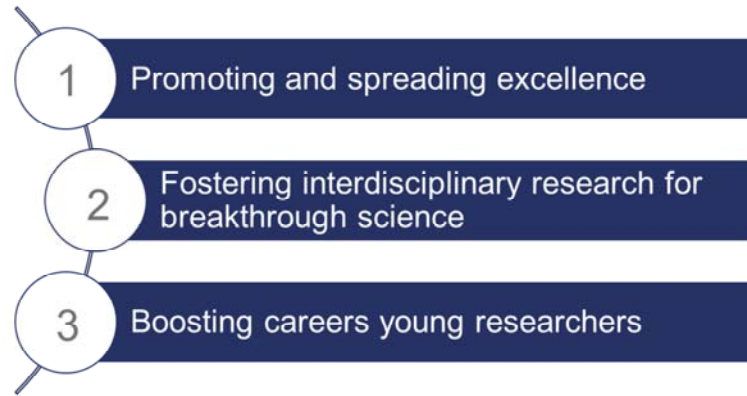 1
Promoting and spreading excellence
2
Fostering interdisciplinary research for
breakthrough science
3
Boosting careers young researchers